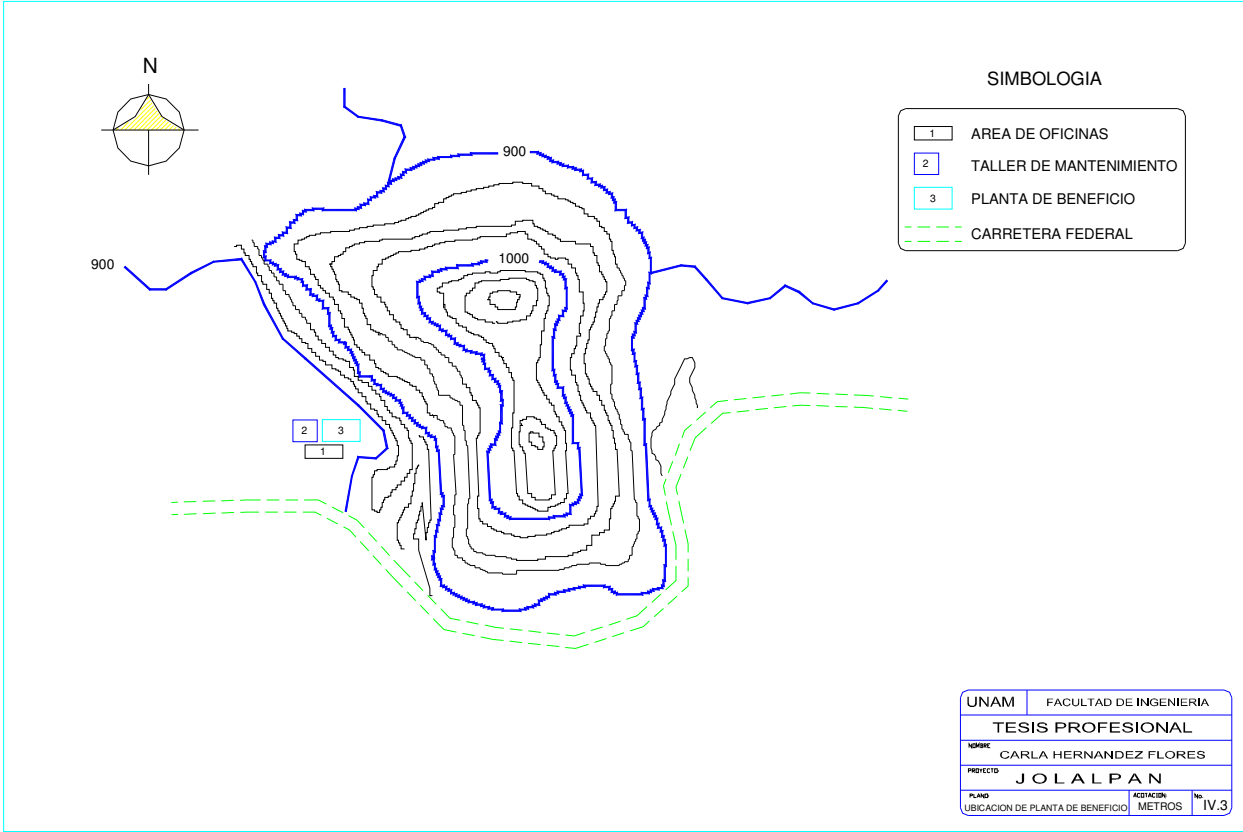 N
SIMBOLOGIA
1 AREA DE OFICINAS
2 TALLER DE MANTENIMIENTO
3 PLANTA DE BENEFICIO
CARRETERA FEDERAL
900
900
1000
2 3
1
UNAM FACULTAD DE INGENIERIA
TESIS PROFESIONAL
NOMBRE
CARLA HERNANDEZ FLORES
PROYECTO
JOLALPAN
PLANO ACOTACION No.
UBICACION DE PLANTA DE BENEFICIO METROS IV.3